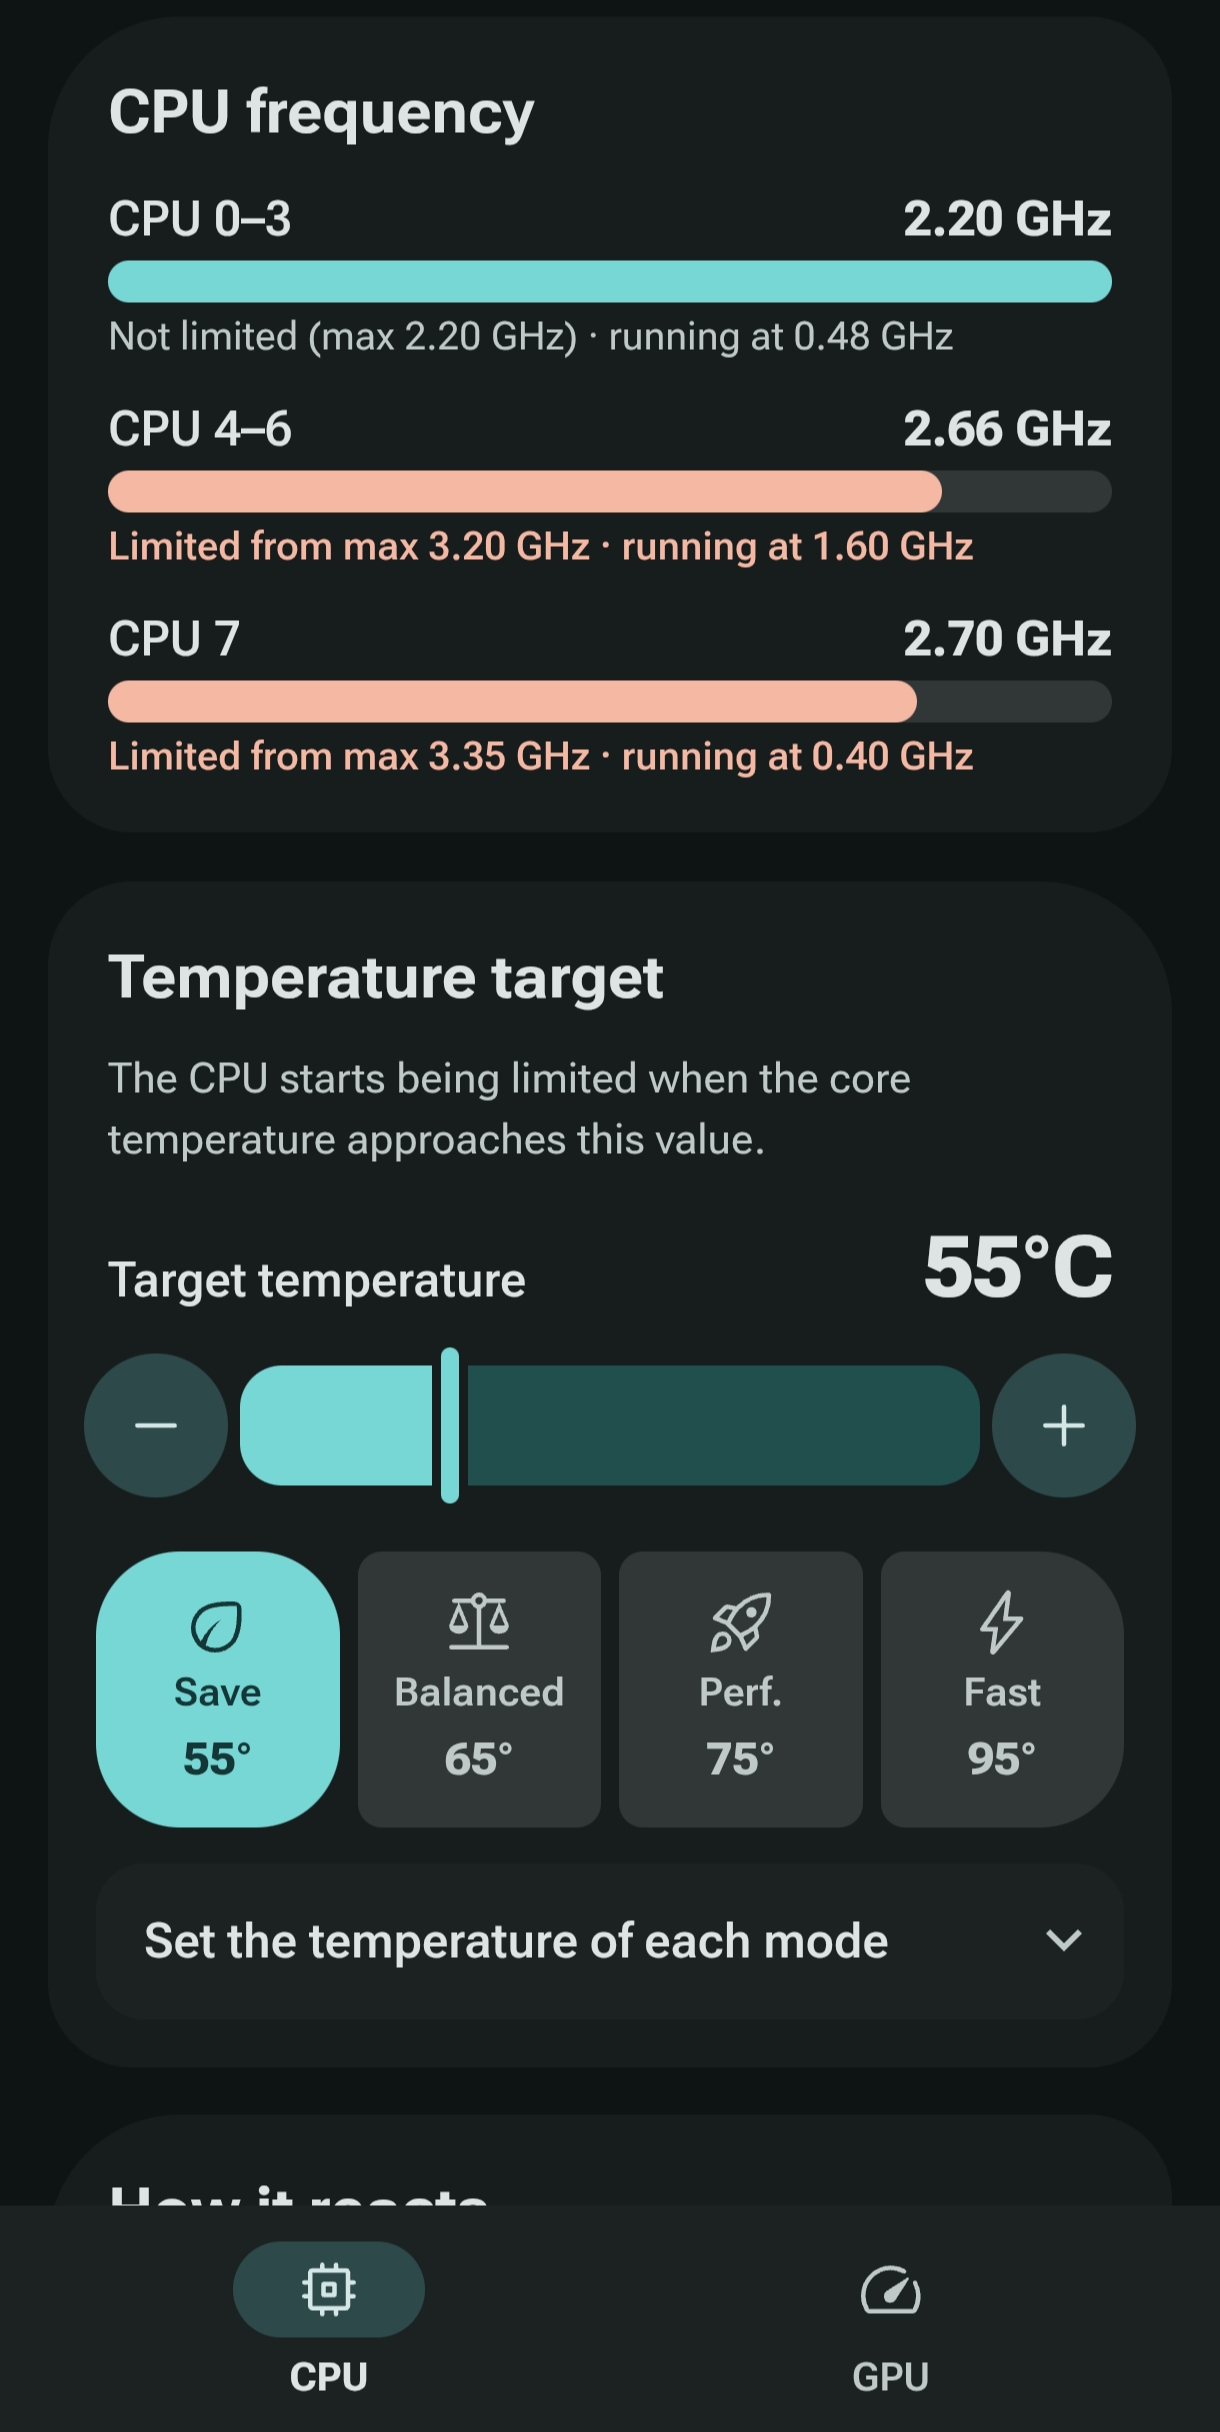 CPU frequency
CPU 0–3 2.20 GHz
Not limited (max 2.20 GHz) · running at 0.48 GHz
CPU 4–6 2.66 GHz
Limited from max 3.20 GHz · running at 1.60 GHz
CPU 7 2.70 GHz
Limited from max 3.35 GHz · running at 0.40 GHz
Temperature target
The CPU starts being limited when the core
temperature approaches this value.
Target temperature 55°C
Save Balanced Perf. Fast
55° 65° 75° 95°
Set the temperature of each mode
How it reacts
CPU GPU